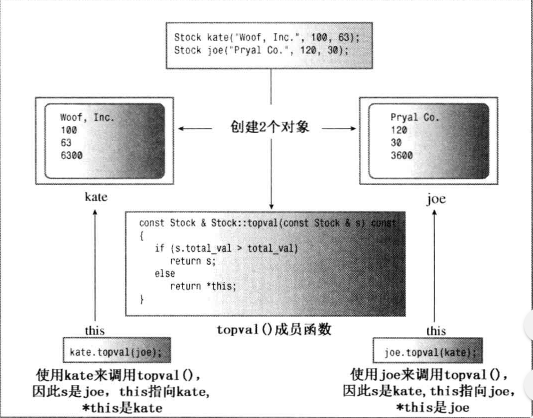 Stock kate("Woof, Inc.", 100, 63);
Stock joe("Pryal Co.", 120, 30);
Woof, Inc.
100
63
6300
创建2个对象
Pryal Co.
120
30
3600
kate
joe
const Stock & Stock::topval(const Stock & s) const
{
if (s.total_val > total_val)
return s;
else
return *this;
}
topval()成员函数
this
kate.topval(joe);
使用kate来调用topval(),
因此s是joe, this指向kate,
*this是kate
this
joe.topval(kate);
使用joe来调用topval(),
因此s是kate, this指向joe,
*this是joe